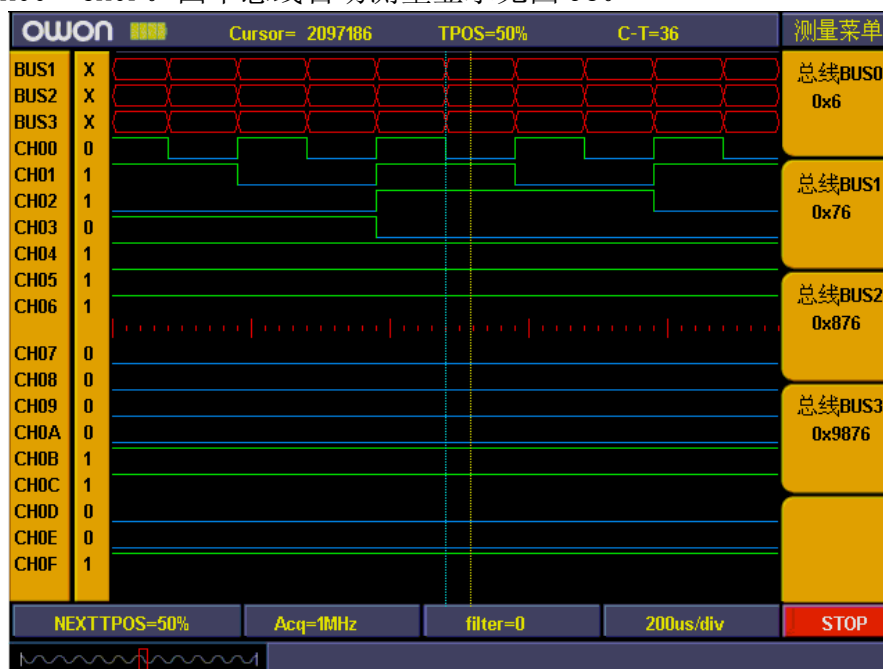 owon Cursor= 2097186 TPOS=50% C-T=36 测量菜单
BUS1 X
BUS2 X
BUS3 X
CH00 0
CH01 1
CH02 1
CH03 0
CH04 1
CH05 1
CH06 1
CH07 0
CH08 0
CH09 0
CH0A 0
CH0B 1
CH0C 1
CH0D 0
CH0E 0
CH0F 1
总线BUS0
0x6
总线BUS1
0x76
总线BUS2
0x876
总线BUS3
0x9876
NEXTTPOS=50% Acq=1MHz filter=0 200us/div STOP